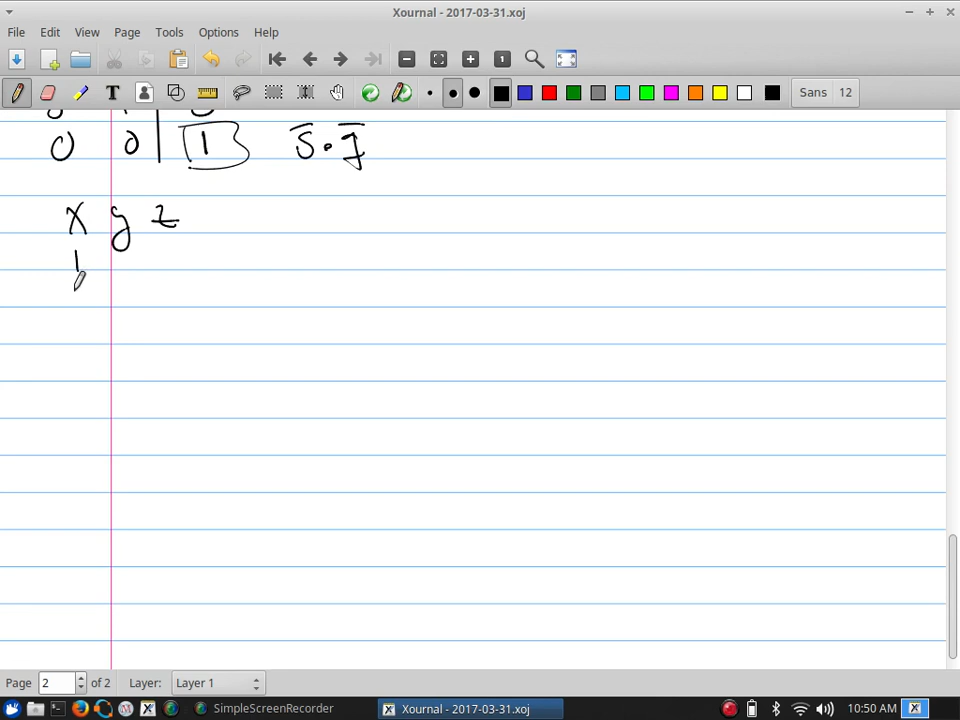 Xournal - 2017-03-31.xoj
File Edit View Page Tools Options Help
Sans 12
0 0 1 s̅·q̅
x y z
1
Page 2 of 2 Layer: Layer 1
SimpleScreenRecorder Xournal - 2017-03-31.xoj 10:50 AM